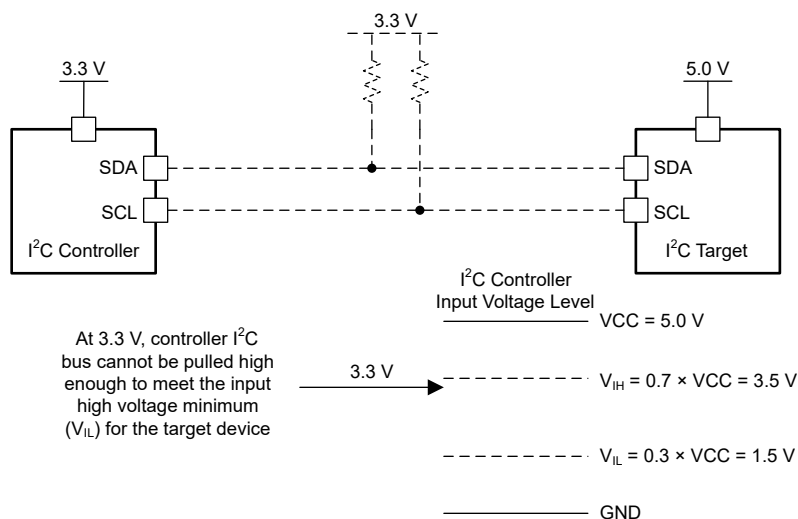 3.3 V
3.3 V
5.0 V
SDA
SDA
SCL
SCL
I²C Controller
I²C Target
I²C Controller
Input Voltage Level
VCC = 5.0 V
At 3.3 V, controller I²C
bus cannot be pulled high
enough to meet the input
high voltage minimum
(V_IL) for the target device
3.3 V
V_IH = 0.7 × VCC = 3.5 V
V_IL = 0.3 × VCC = 1.5 V
GND